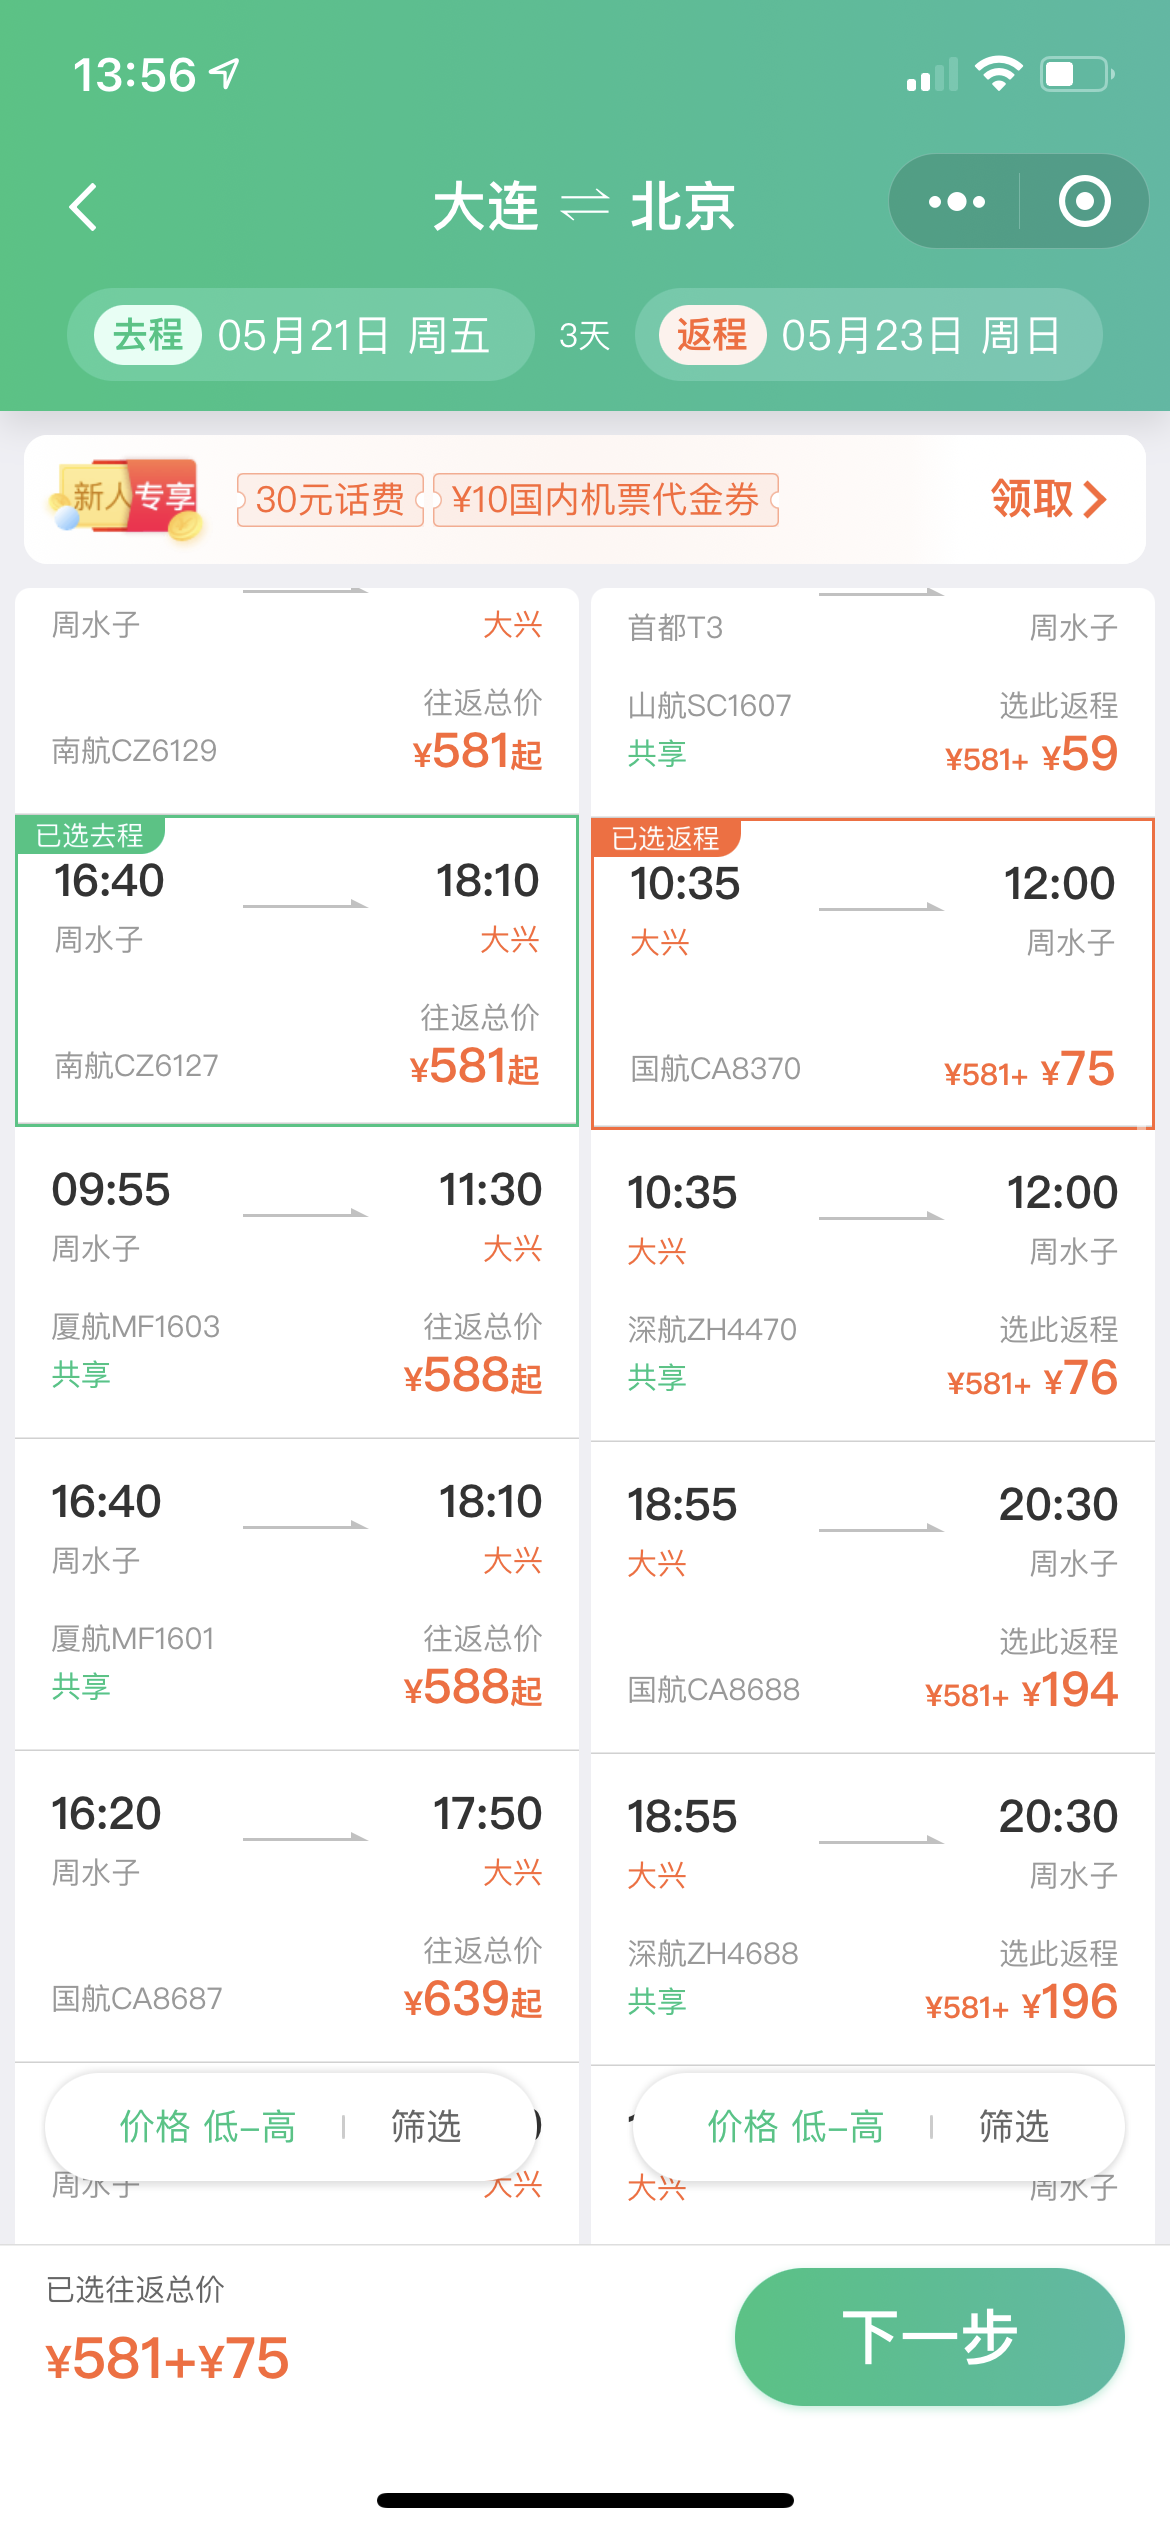 13:56
大连 ⇌ 北京
去程 05月21日 周五
3天
返程 05月23日 周日
新人专享
30元话费
¥10国内机票代金券
领取
周水子 大兴
往返总价
南航CZ6129 ¥581起
已选去程
16:40 18:10
周水子 大兴
往返总价
南航CZ6127 ¥581起
09:55 11:30
周水子 大兴
厦航MF1603 往返总价
共享 ¥588起
16:40 18:10
周水子 大兴
厦航MF1601 往返总价
共享 ¥588起
16:20 17:50
周水子 大兴
往返总价
国航CA8687 ¥639起
价格 低-高 筛选
周水子 大兴
首都T3 周水子
山航SC1607 选此返程
共享 ¥581+ ¥59
已选返程
10:35 12:00
大兴 周水子
国航CA8370 ¥581+ ¥75
10:35 12:00
大兴 周水子
深航ZH4470 选此返程
共享 ¥581+ ¥76
18:55 20:30
大兴 周水子
选此返程
国航CA8688 ¥581+ ¥194
18:55 20:30
大兴 周水子
深航ZH4688 选此返程
共享 ¥581+ ¥196
价格 低-高 筛选
大兴 周水子
已选往返总价
¥581+¥75
下一步